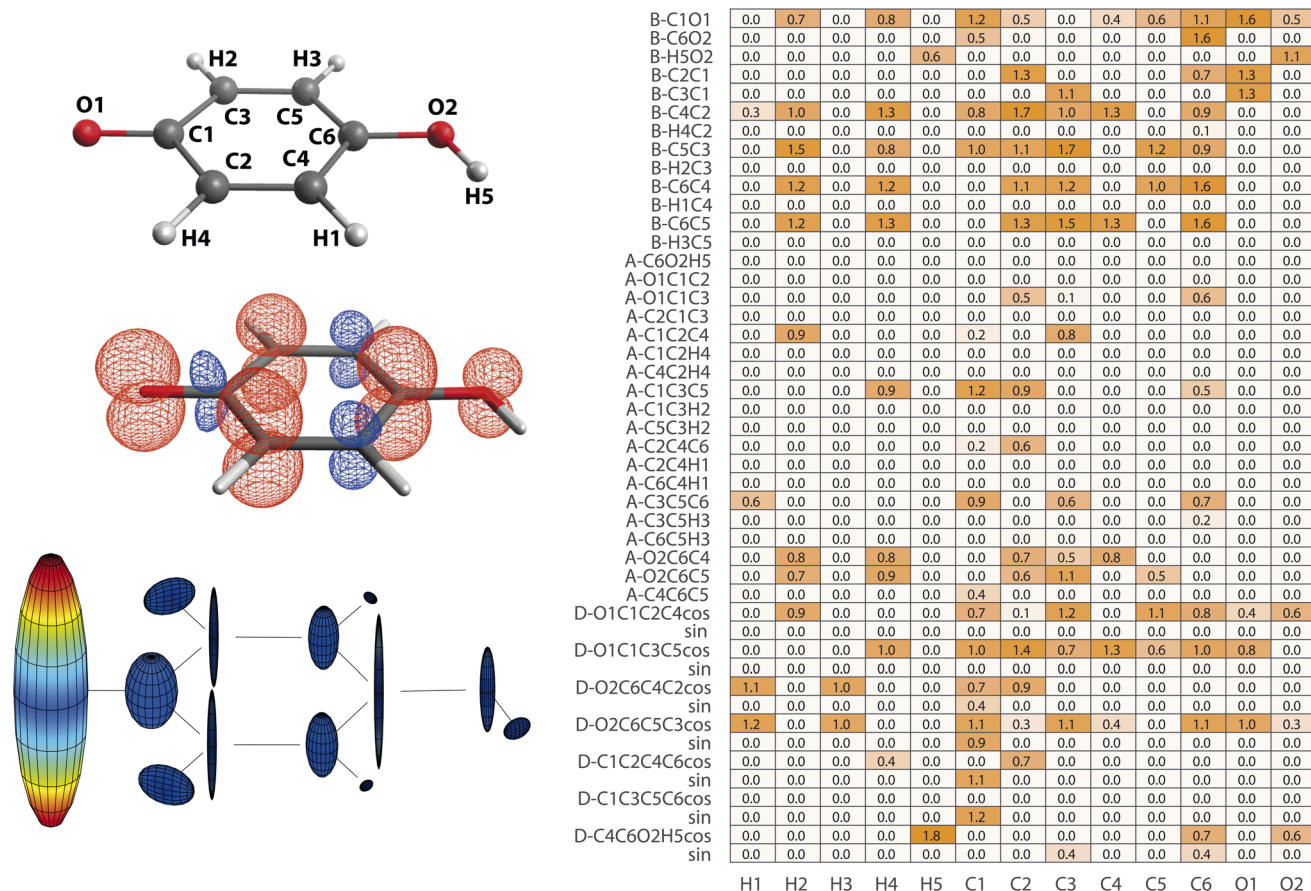 H2 H3
O1 O2
C3 C5
C1 C6
C2 C4
H5
H4 H1
B-C1O1 0.0 0.7 0.0 0.8 0.0 1.2 0.5 0.0 0.4 0.6 1.1 1.6 0.5
B-C6O2 0.0 0.0 0.0 0.0 0.0 0.5 0.0 0.0 0.0 0.0 1.6 0.0 0.0
B-H5O2 0.0 0.0 0.0 0.0 0.6 0.0 0.0 0.0 0.0 0.0 0.0 0.0 1.1
B-C2C1 0.0 0.0 0.0 0.0 0.0 0.0 1.3 0.0 0.0 0.0 0.7 1.3 0.0
B-C3C1 0.0 0.0 0.0 0.0 0.0 0.0 0.0 1.1 0.0 0.0 0.0 1.3 0.0
B-C4C2 0.3 1.0 0.0 1.3 0.0 0.8 1.7 1.0 1.3 0.0 0.9 0.0 0.0
B-H4C2 0.0 0.0 0.0 0.0 0.0 0.0 0.0 0.0 0.0 0.0 0.1 0.0 0.0
B-C5C3 0.0 1.5 0.0 0.8 0.0 1.0 1.1 1.7 0.0 1.2 0.9 0.0 0.0
B-H2C3 0.0 0.0 0.0 0.0 0.0 0.0 0.0 0.0 0.0 0.0 0.0 0.0 0.0
B-C6C4 0.0 1.2 0.0 1.2 0.0 0.0 1.1 1.2 0.0 1.0 1.6 0.0 0.0
B-H1C4 0.0 0.0 0.0 0.0 0.0 0.0 0.0 0.0 0.0 0.0 0.0 0.0 0.0
B-C6C5 0.0 1.2 0.0 1.3 0.0 0.0 1.3 1.5 1.3 0.0 1.6 0.0 0.0
B-H3C5 0.0 0.0 0.0 0.0 0.0 0.0 0.0 0.0 0.0 0.0 0.0 0.0 0.0
A-C6O2H5 0.0 0.0 0.0 0.0 0.0 0.0 0.0 0.0 0.0 0.0 0.0 0.0 0.0
A-O1C1C2 0.0 0.0 0.0 0.0 0.0 0.0 0.0 0.0 0.0 0.0 0.0 0.0 0.0
A-O1C1C3 0.0 0.0 0.0 0.0 0.0 0.0 0.5 0.1 0.0 0.0 0.6 0.0 0.0
A-C2C1C3 0.0 0.0 0.0 0.0 0.0 0.0 0.0 0.0 0.0 0.0 0.0 0.0 0.0
A-C1C2C4 0.0 0.9 0.0 0.0 0.0 0.2 0.0 0.8 0.0 0.0 0.0 0.0 0.0
A-C1C2H4 0.0 0.0 0.0 0.0 0.0 0.0 0.0 0.0 0.0 0.0 0.0 0.0 0.0
A-C4C2H4 0.0 0.0 0.0 0.0 0.0 0.0 0.0 0.0 0.0 0.0 0.0 0.0 0.0
A-C1C3C5 0.0 0.0 0.0 0.9 0.0 1.2 0.9 0.0 0.0 0.0 0.5 0.0 0.0
A-C1C3H2 0.0 0.0 0.0 0.0 0.0 0.0 0.0 0.0 0.0 0.0 0.0 0.0 0.0
A-C5C3H2 0.0 0.0 0.0 0.0 0.0 0.0 0.0 0.0 0.0 0.0 0.0 0.0 0.0
A-C2C4C6 0.0 0.0 0.0 0.0 0.0 0.2 0.6 0.0 0.0 0.0 0.0 0.0 0.0
A-C2C4H1 0.0 0.0 0.0 0.0 0.0 0.0 0.0 0.0 0.0 0.0 0.0 0.0 0.0
A-C6C4H1 0.0 0.0 0.0 0.0 0.0 0.0 0.0 0.0 0.0 0.0 0.0 0.0 0.0
A-C3C5C6 0.6 0.0 0.0 0.0 0.0 0.9 0.0 0.6 0.0 0.0 0.7 0.0 0.0
A-C3C5H3 0.0 0.0 0.0 0.0 0.0 0.0 0.0 0.0 0.0 0.0 0.2 0.0 0.0
A-C6C5H3 0.0 0.0 0.0 0.0 0.0 0.0 0.0 0.0 0.0 0.0 0.0 0.0 0.0
A-O2C6C4 0.0 0.8 0.0 0.8 0.0 0.0 0.7 0.5 0.8 0.0 0.0 0.0 0.0
A-O2C6C5 0.0 0.7 0.0 0.9 0.0 0.0 0.6 1.1 0.0 0.5 0.0 0.0 0.0
A-C4C6C5 0.0 0.0 0.0 0.0 0.0 0.4 0.0 0.0 0.0 0.0 0.0 0.0 0.0
D-O1C1C2C4cos 0.0 0.9 0.0 0.0 0.0 0.7 0.1 1.2 0.0 1.1 0.8 0.4 0.6
sin 0.0 0.0 0.0 0.0 0.0 0.0 0.0 0.0 0.0 0.0 0.0 0.0 0.0
D-O1C1C3C5cos 0.0 0.0 0.0 1.0 0.0 1.0 1.4 0.7 1.3 0.6 1.0 0.8 0.0
sin 0.0 0.0 0.0 0.0 0.0 0.0 0.0 0.0 0.0 0.0 0.0 0.0 0.0
D-O2C6C4C2cos 1.1 0.0 1.0 0.0 0.0 0.7 0.9 0.0 0.0 0.0 0.0 0.0 0.0
sin 0.0 0.0 0.0 0.0 0.0 0.4 0.0 0.0 0.0 0.0 0.0 0.0 0.0
D-O2C6C5C3cos 1.2 0.0 1.0 0.0 0.0 1.1 0.3 1.1 0.4 0.0 1.1 1.0 0.3
sin 0.0 0.0 0.0 0.0 0.0 0.9 0.0 0.0 0.0 0.0 0.0 0.0 0.0
D-C1C2C4C6cos 0.0 0.0 0.0 0.4 0.0 0.0 0.7 0.0 0.0 0.0 0.0 0.0 0.0
sin 0.0 0.0 0.0 0.0 0.0 1.1 0.0 0.0 0.0 0.0 0.0 0.0 0.0
D-C1C3C5C6cos 0.0 0.0 0.0 0.0 0.0 0.0 0.0 0.0 0.0 0.0 0.0 0.0 0.0
sin 0.0 0.0 0.0 0.0 0.0 1.2 0.0 0.0 0.0 0.0 0.0 0.0 0.0
D-C4C6O2H5cos 0.0 0.0 0.0 0.0 1.8 0.0 0.0 0.0 0.0 0.0 0.7 0.0 0.6
sin 0.0 0.0 0.0 0.0 0.0 0.0 0.0 0.4 0.0 0.0 0.4 0.0 0.0
H1 H2 H3 H4 H5 C1 C2 C3 C4 C5 C6 O1 O2